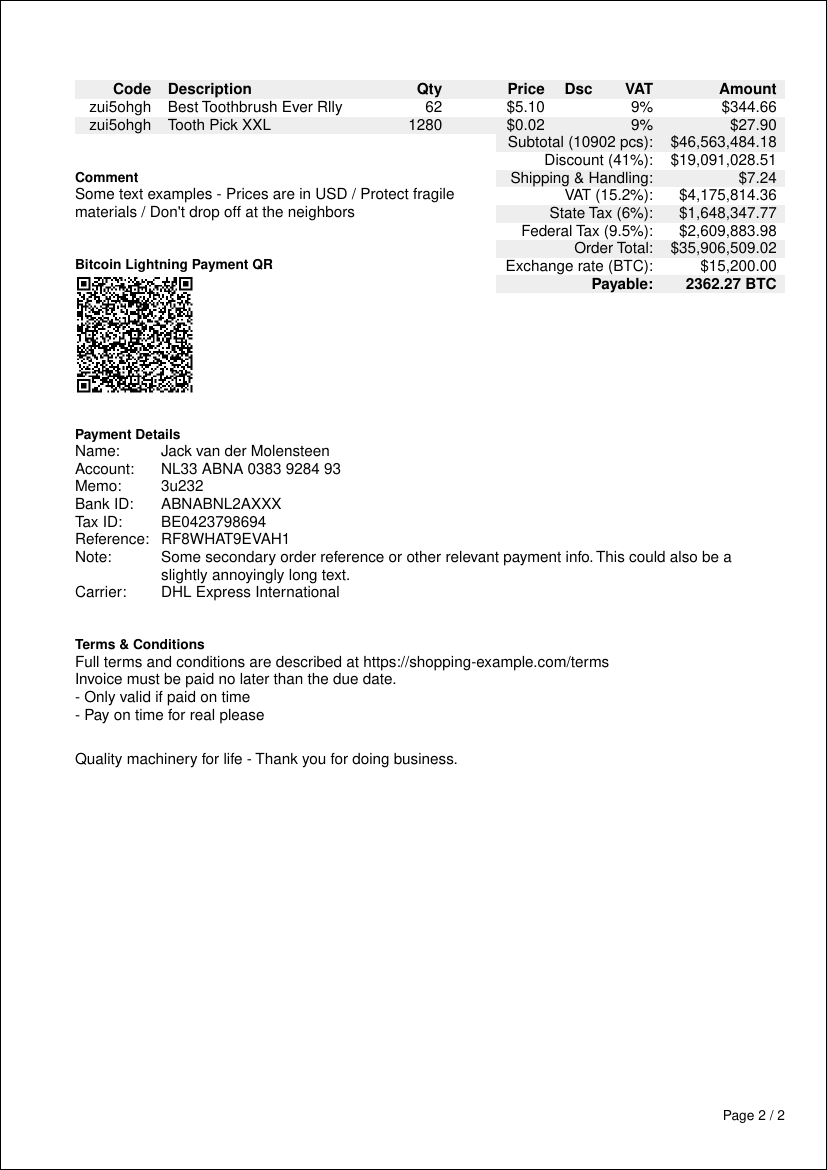 Code Description Qty Price Dsc VAT Amount
zui5ohgh Best Toothbrush Ever Rlly 62 $5.10 9% $344.66
zui5ohgh Tooth Pick XXL 1280 $0.02 9% $27.90
Subtotal (10902 pcs): $46,563,484.18
Discount (41%): $19,091,028.51
Shipping & Handling: $7.24
VAT (15.2%): $4,175,814.36
State Tax (6%): $1,648,347.77
Federal Tax (9.5%): $2,609,883.98
Order Total: $35,906,509.02
Exchange rate (BTC): $15,200.00
Payable: 2362.27 BTC
Comment
Some text examples - Prices are in USD / Protect fragile
materials / Don't drop off at the neighbors
Bitcoin Lightning Payment QR
Payment Details
Name: Jack van der Molensteen
Account: NL33 ABNA 0383 9284 93
Memo: 3u232
Bank ID: ABNABNL2AXXX
Tax ID: BE0423798694
Reference: RF8WHAT9EVAH1
Note: Some secondary order reference or other relevant payment info. This could also be a
slightly annoyingly long text.
Carrier: DHL Express International
Terms & Conditions
Full terms and conditions are described at https://shopping-example.com/terms
Invoice must be paid no later than the due date.
- Only valid if paid on time
- Pay on time for real please
Quality machinery for life - Thank you for doing business.
Page 2 / 2